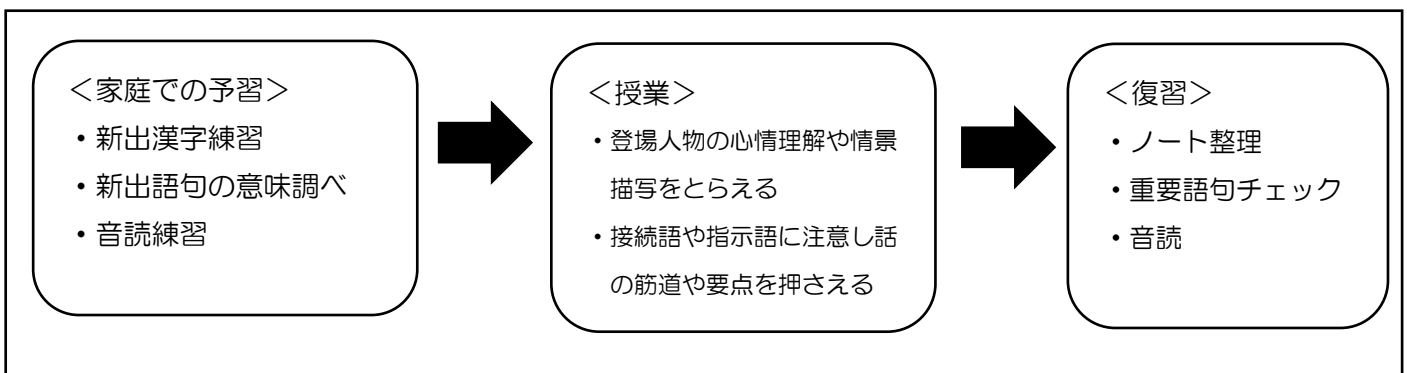 ＜家庭での予習＞
・新出漢字練習
・新出語句の意味調べ
・音読練習
＜授業＞
・登場人物の心情理解や情景
描写をとらえる
・接続語や指示語に注意し話
の筋道や要点を押さえる
＜復習＞
・ノート整理
・重要語句チェック
・音読